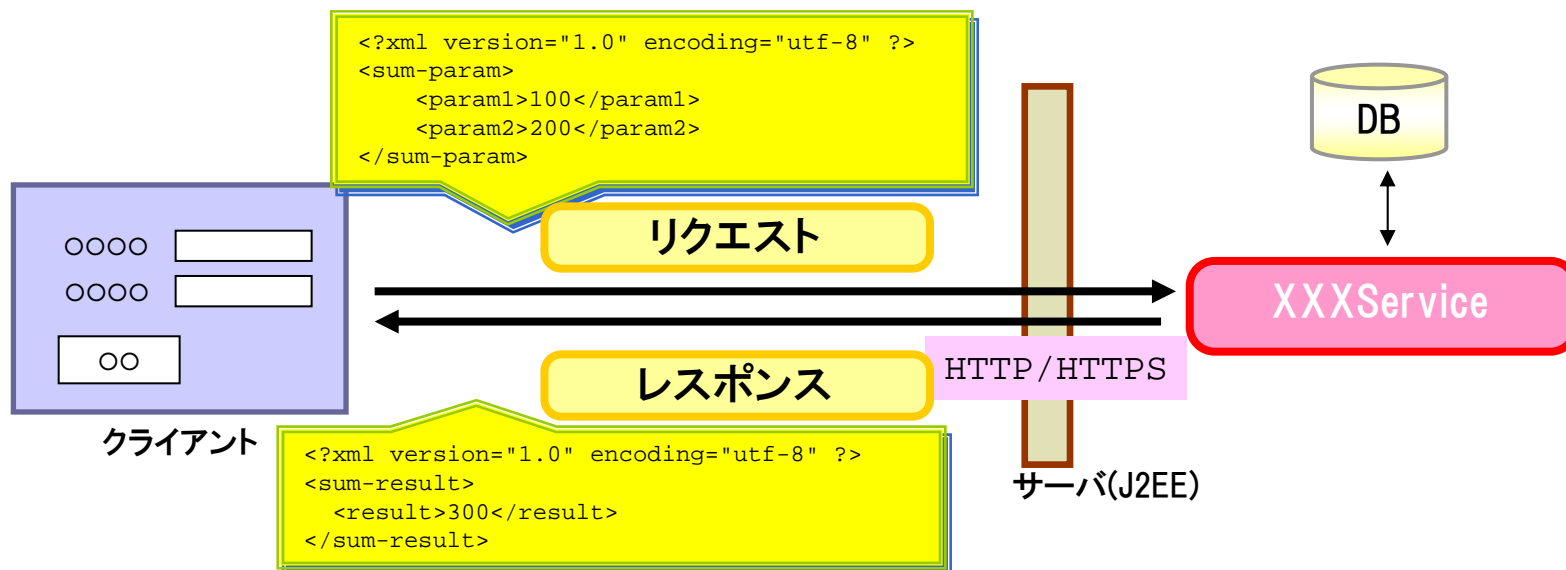 <?xml version="1.0" encoding="utf-8" ?>
<sum-param>
    <param1>100</param1>
    <param2>200</param2>
</sum-param>
DB
リクエスト
○○○○
○○○○
○○
XXXService
HTTP/HTTPS
レスポンス
クライアント
<?xml version="1.0" encoding="utf-8" ?>
<sum-result>
  <result>300</result>
</sum-result>
サーバ(J2EE)